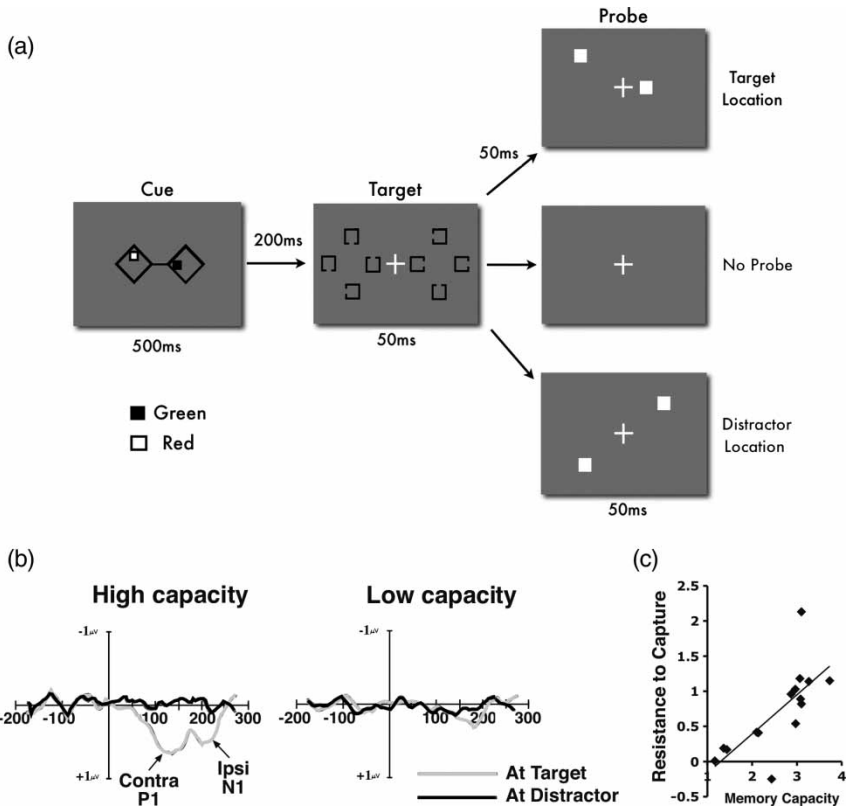 (a)
Probe
Target
Location
50ms
Cue
Target
200ms
No Probe
500ms
50ms
Green
Red
Distractor
Location
50ms
(b)
High capacity
Low capacity
-1μv
-1μv
-200 -100 100 200 300
-200 -100 100 200 300
Contra
P1
Ipsi
N1
+1μv
+1μv
At Target
At Distractor
(c)
Resistance to Capture
2.5
2
1.5
1
0.5
0
-0.5
1 2 3 4
Memory Capacity